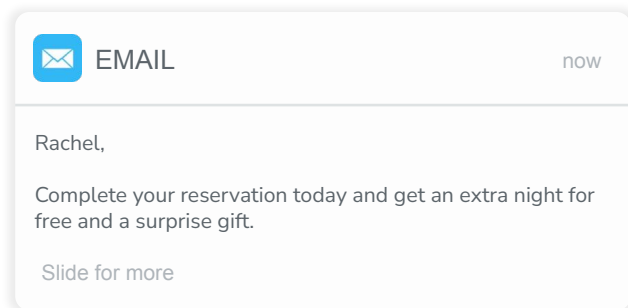 EMAIL
now
Rachel,
Complete your reservation today and get an extra night for
free and a surprise gift.
Slide for more